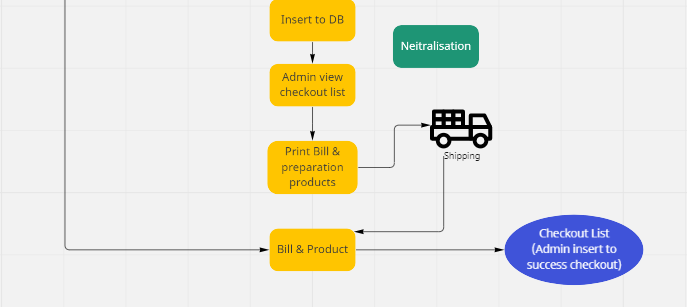 Insert to DB
Neitralisation
Admin view
checkout list
Print Bill &
preparation
products
Shipping
Bill & Product
Checkout List
(Admin insert to
success checkout)